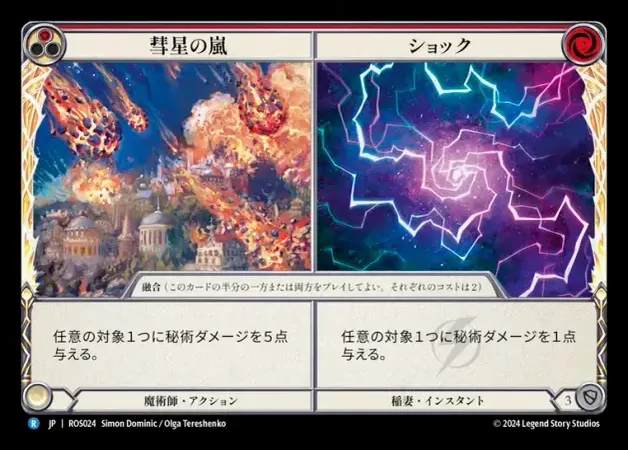 彗星の嵐
ショック
融合(このカードの半分の一方または両方をプレイしてよい。それぞれのコストは2)
任意の対象1つに秘術ダメージを5点
与える。
任意の対象1つに秘術ダメージを1点
与える。
魔術師・アクション
稲妻・インスタント
3
R JP | ROS024 Simon Dominic / Olga Tereshenko
© 2024 Legend Story Studios